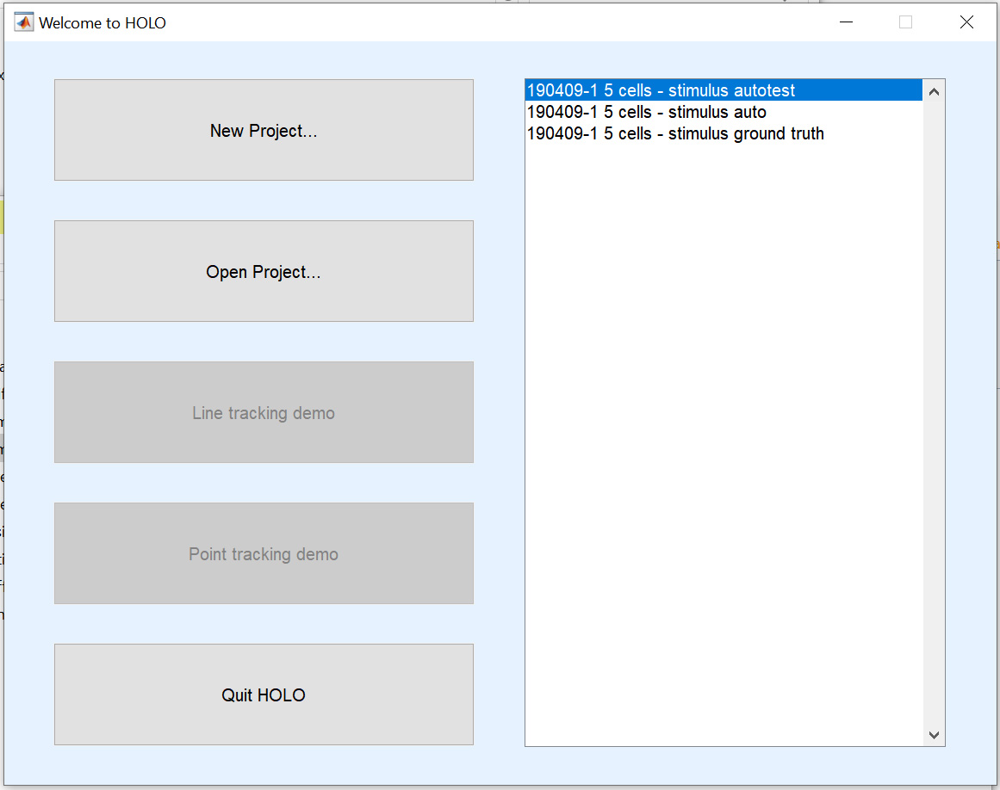 Welcome to HOLO
New Project...
Open Project...
Line tracking demo
Point tracking demo
Quit HOLO
190409-1 5 cells - stimulus autotest
190409-1 5 cells - stimulus auto
190409-1 5 cells - stimulus ground truth